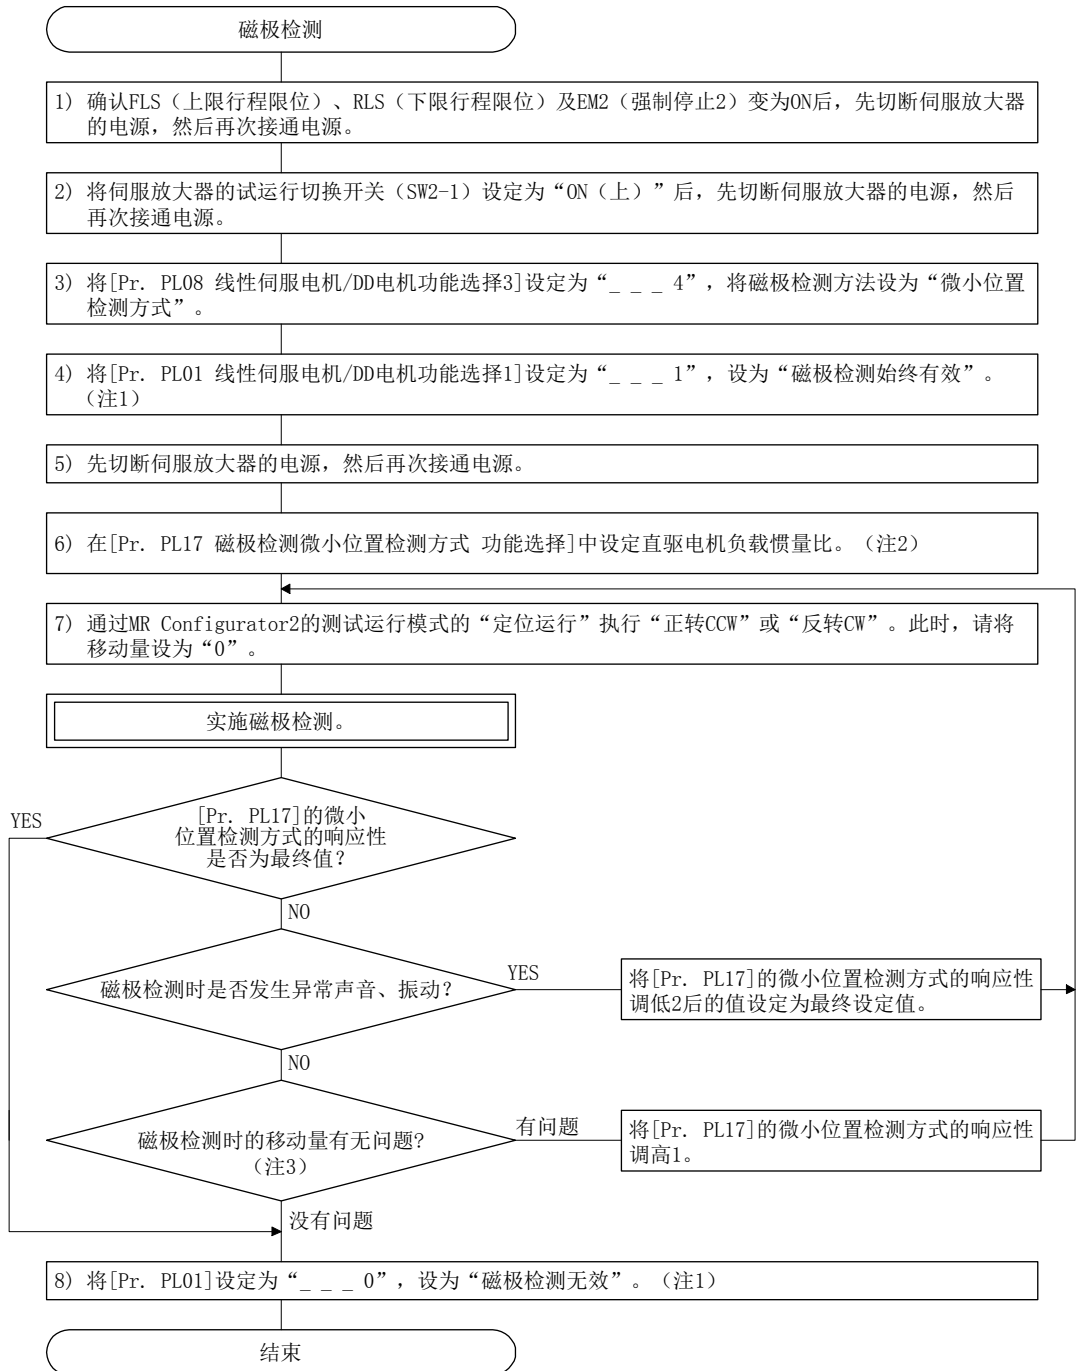 磁极检测
1) 确认FLS（上限行程限位）、RLS（下限行程限位）及EM2（强制停止2）变为ON后，先切断伺服放大器
的电源，然后再次接通电源。
2) 将伺服放大器的试运行切换开关（SW2-1）设定为“ON（上）”后，先切断伺服放大器的电源，然后
再次接通电源。
3) 将[Pr. PL08 线性伺服电机/DD电机功能选择3]设定为“_ _ _ 4”，将磁极检测方法设为“微小位置
检测方式”。
4) 将[Pr. PL01 线性伺服电机/DD电机功能选择1]设定为“_ _ _ 1”，设为“磁极检测始终有效”。
（注1）
5) 先切断伺服放大器的电源，然后再次接通电源。
6) 在[Pr. PL17 磁极检测微小位置检测方式 功能选择]中设定直驱电机负载惯量比。（注2）
7) 通过MR Configurator2的测试运行模式的“定位运行”执行“正转CCW”或“反转CW”。此时，请将
移动量设为“0”。
实施磁极检测。
YES
[Pr. PL17]的微小
位置检测方式的响应性
是否为最终值？
NO
磁极检测时是否发生异常声音、振动？
YES
将[Pr. PL17]的微小位置检测方式的响应性
调低2后的值设定为最终设定值。
NO
磁极检测时的移动量有无问题？
（注3）
有问题
将[Pr. PL17]的微小位置检测方式的响应性
调高1。
没有问题
8) 将[Pr. PL01]设定为“_ _ _ 0”，设为“磁极检测无效”。（注1）
结束